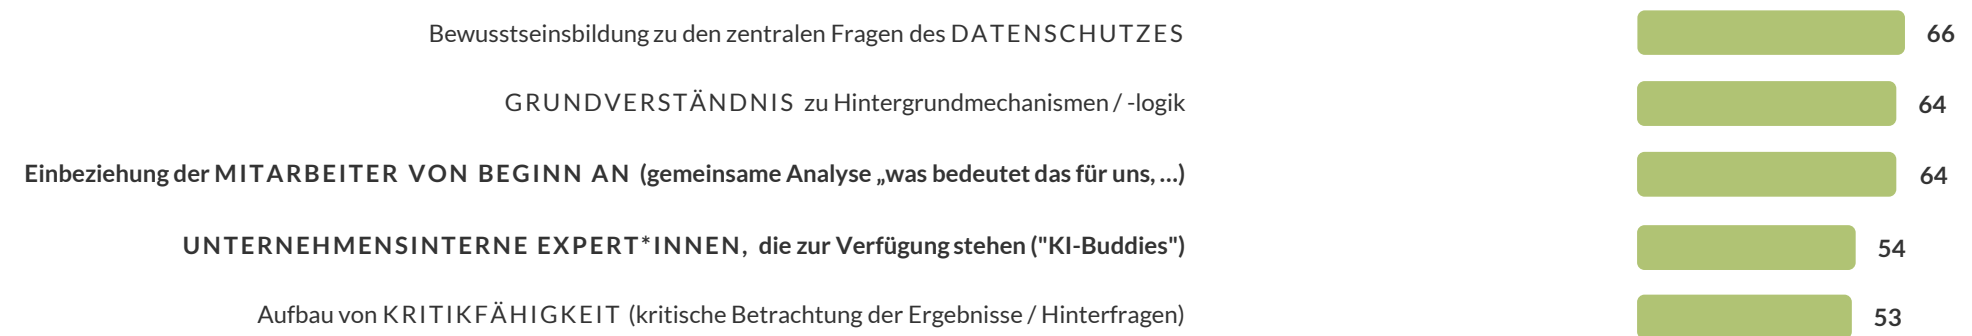 Bewusstseinsbildung zu den zentralen Fragen des DATENSCHUTZES 66
GRUNDVERSTÄNDNIS zu Hintergrundmechanismen / -logik 64
Einbeziehung der MITARBEITER VON BEGINN AN (gemeinsame Analyse „was bedeutet das für uns, ...) 64
UNTERNEHMENSINTERNE EXPERT*INNEN, die zur Verfügung stehen ("KI-Buddies") 54
Aufbau von KRITIKFÄHIGKEIT (kritische Betrachtung der Ergebnisse / Hinterfragen) 53